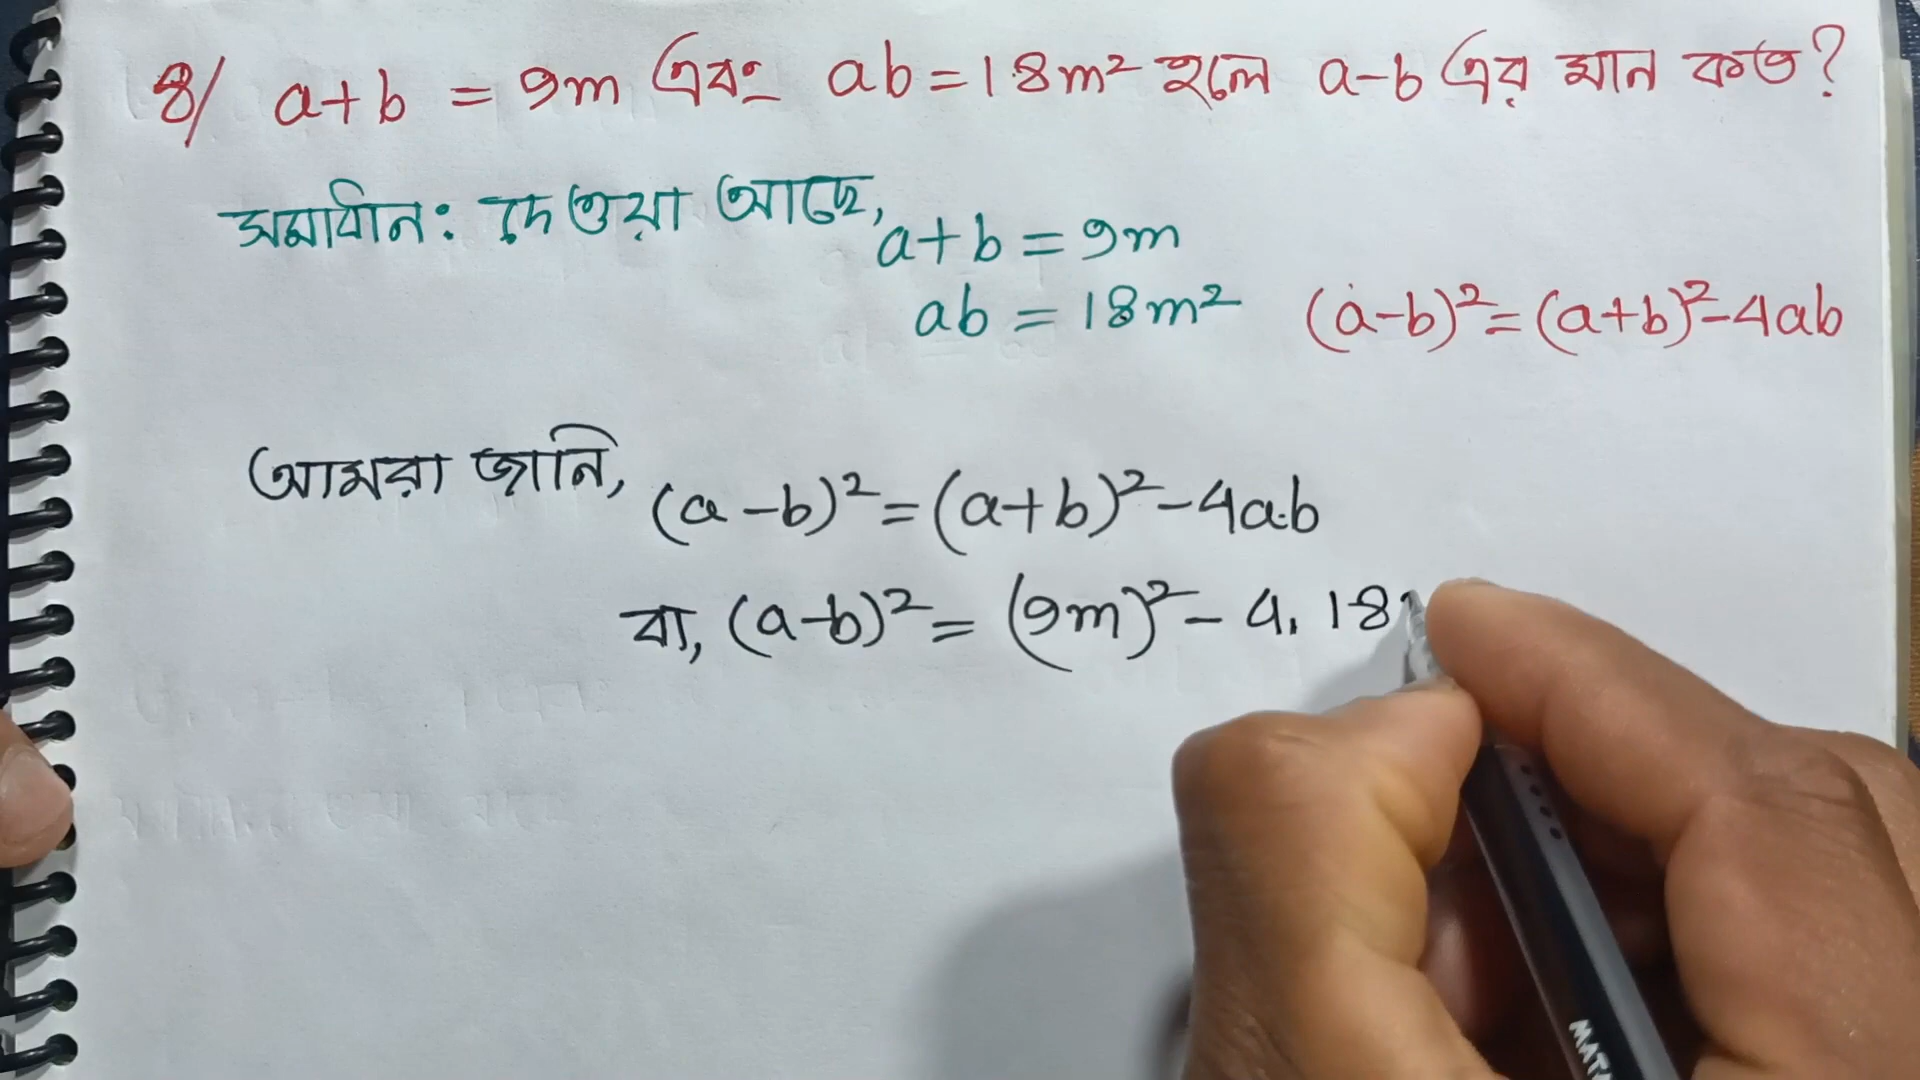 ৪/ a+b = 9m এবং ab = 18m² হলে a-b এর মান কত?
সমাধান: দেওয়া আছে,
a+b = 9m
ab = 18m²
(a-b)² = (a+b)² - 4ab
আমরা জানি, (a-b)² = (a+b)² - 4a.b
বা, (a-b)² = (9m)² - 4. 18
MATA